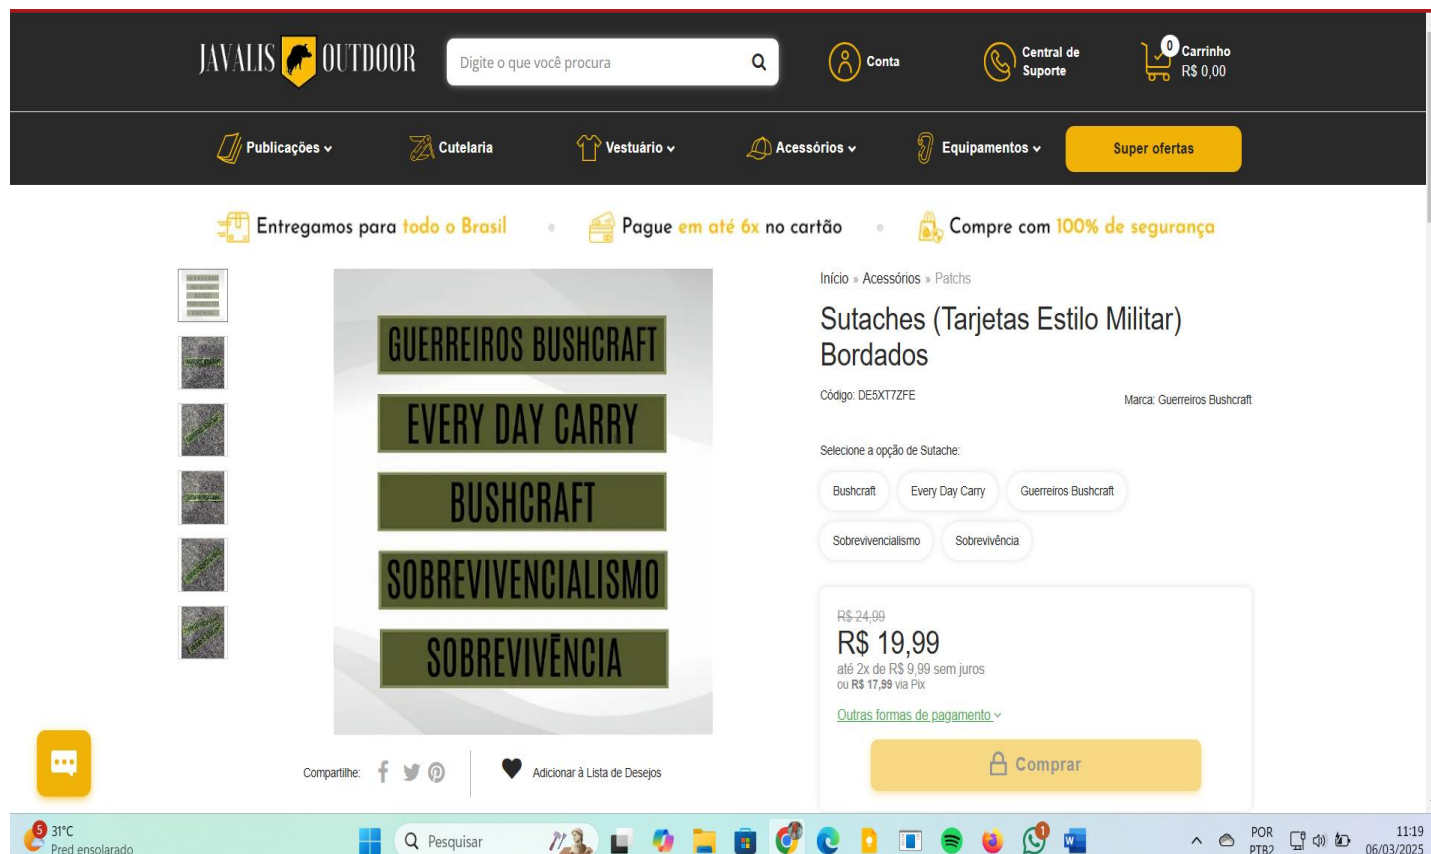 JAVALIS OUTDOOR
Digite o que você procura
Conta
Central de
Suporte
0
Carrinho
R$ 0,00
Publicações
Cutelaria
Vestuário
Acessórios
Equipamentos
Super ofertas
Entregamos para todo o Brasil
Pague em até 6x no cartão
Compre com 100% de segurança
GUERREIROS BUSHCRAFT
EVERY DAY CARRY
BUSHCRAFT
SOBREVIVENCIALISMO
SOBREVIVÊNCIA
Compartilhe:
Adicionar à Lista de Desejos
Início » Acessórios » Patchs
Sutaches (Tarjetas Estilo Militar)
Bordados
Código: DE5XT7ZFE
Marca: Guerreiros Bushcraft
Selecione a opção de Sutache:
Bushcraft
Every Day Carry
Guerreiros Bushcraft
Sobrevivencialismo
Sobrevivência
R$ 24,99
R$ 19,99
até 2x de R$ 9,99 sem juros
ou R$ 17,99 via Pix
Outras formas de pagamento
Comprar
5
31°C
Pred ensolarado
Pesquisar
POR
PTB2
11:19
06/03/2025